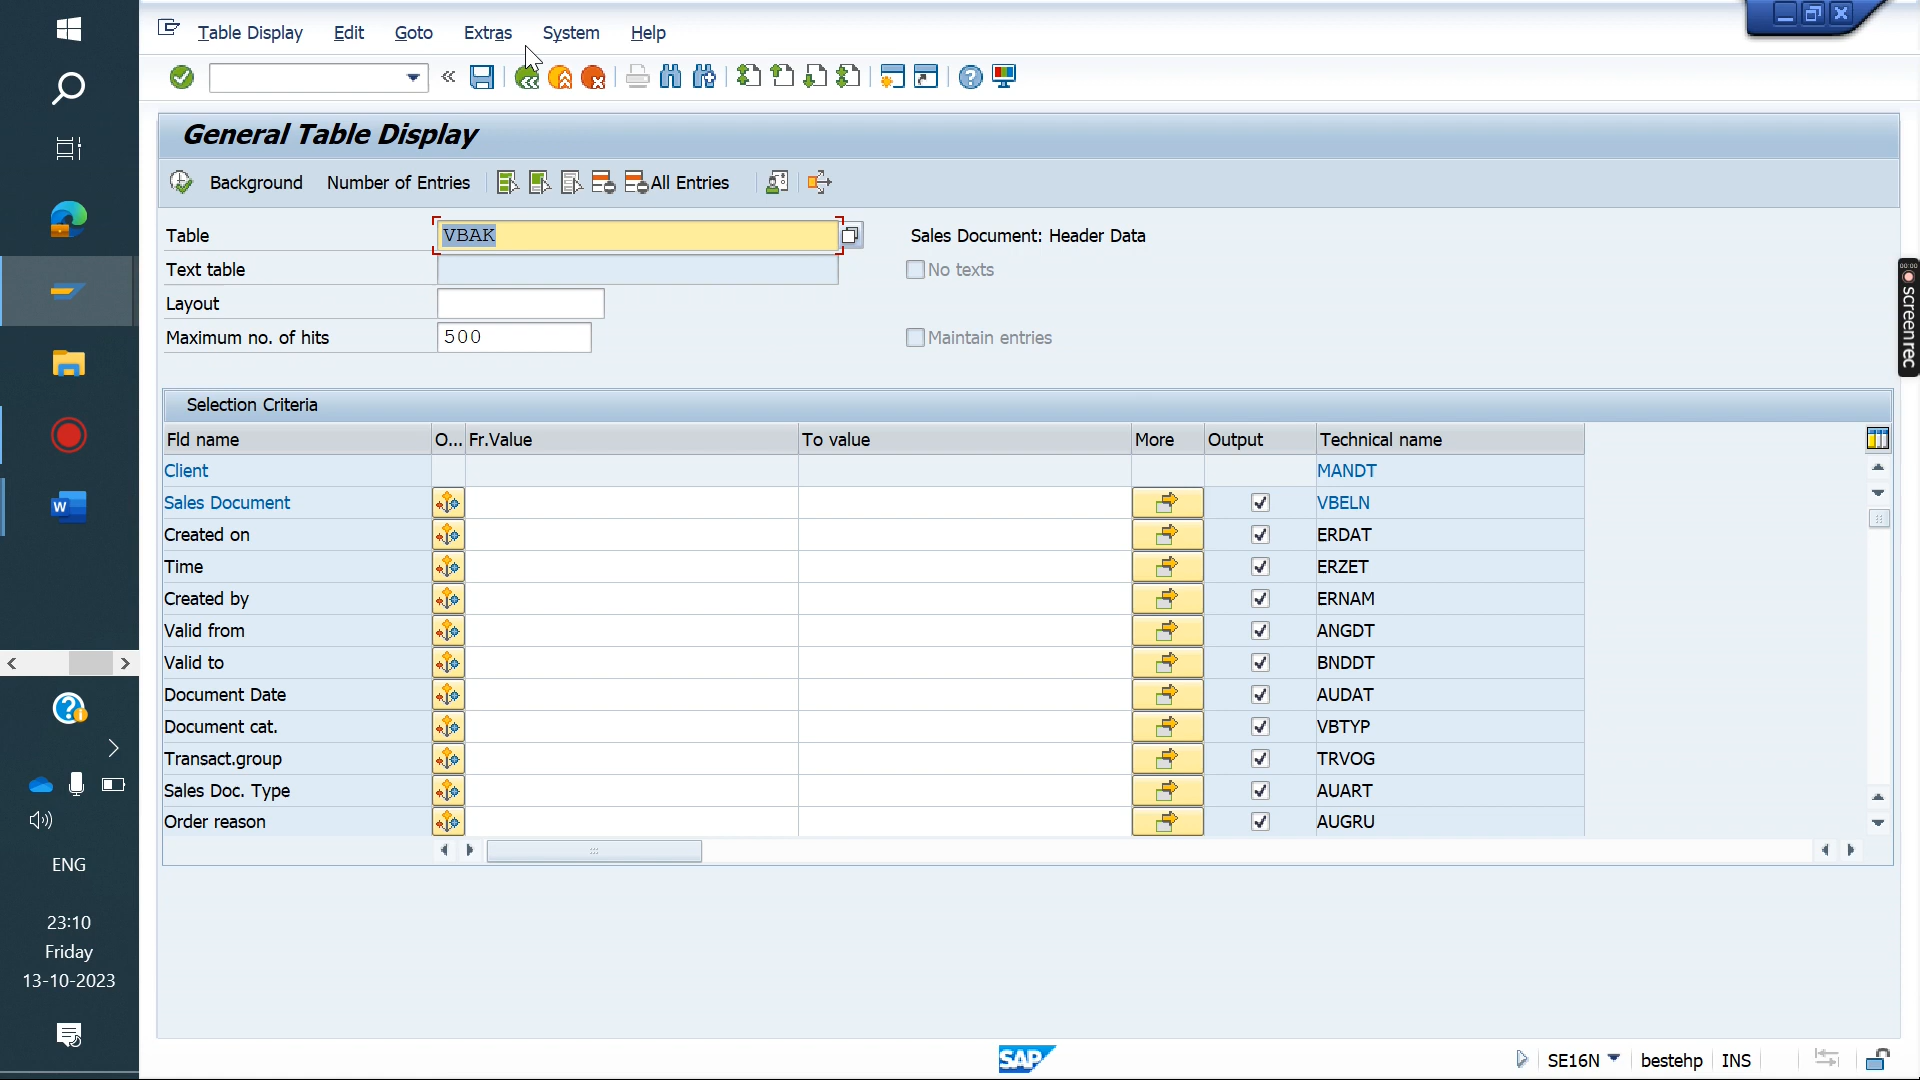 Table Display Edit Goto Extras System Help
General Table Display
Background Number of Entries All Entries
Table VBAK Sales Document: Header Data
Text table No texts
Layout
Maximum no. of hits 500 Maintain entries
Selection Criteria
Fld name O... Fr.Value To value More Output Technical name
Client MANDT
Sales Document VBELN
Created on ERDAT
Time ERZET
Created by ERNAM
Valid from ANGDT
Valid to BNDDT
Document Date AUDAT
Document cat. VBTYP
Transact.group TRVOG
Sales Doc. Type AUART
Order reason AUGRU
SAP SE16N bestehp INS
W
ENG
23:10
Friday
13-10-2023
00:00
screenrec